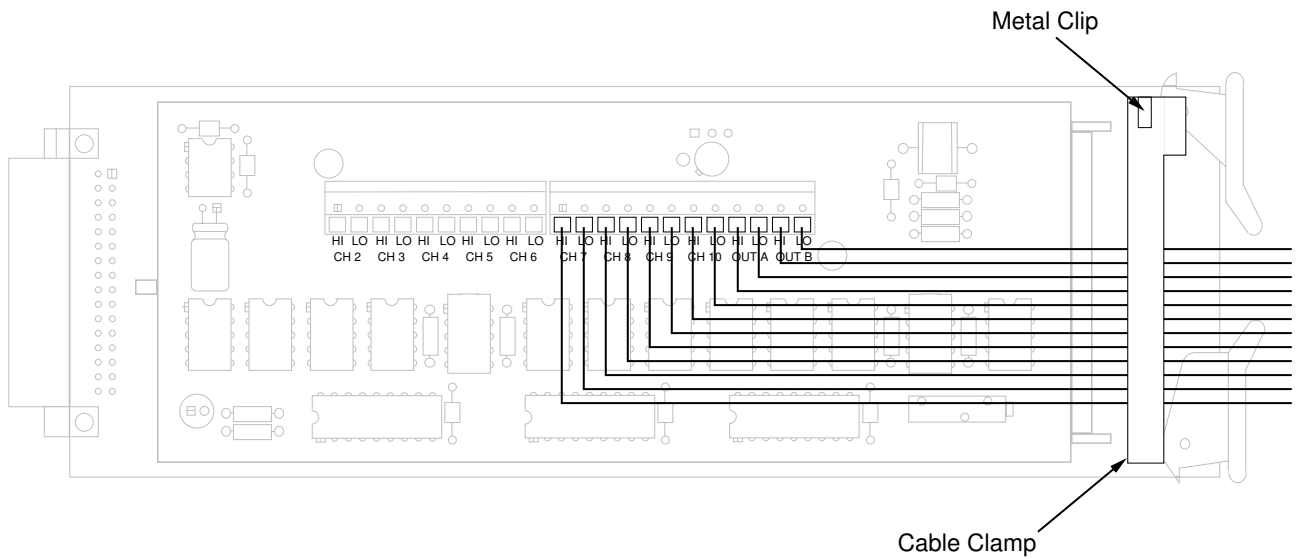 Metal Clip
HI LO HI LO HI LO HI LO HI LO HI LO HI LO HI LO HI LO HI LO HI LO
CH 2 CH 3 CH 4 CH 5 CH 6 CH 7 CH 8 CH 9 CH 10 OUT A OUT B
Cable Clamp